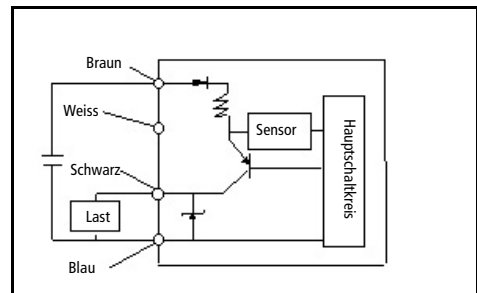 Braun
Weiss
Sensor
Hauptschaltkreis
Schwarz
Last
Blau